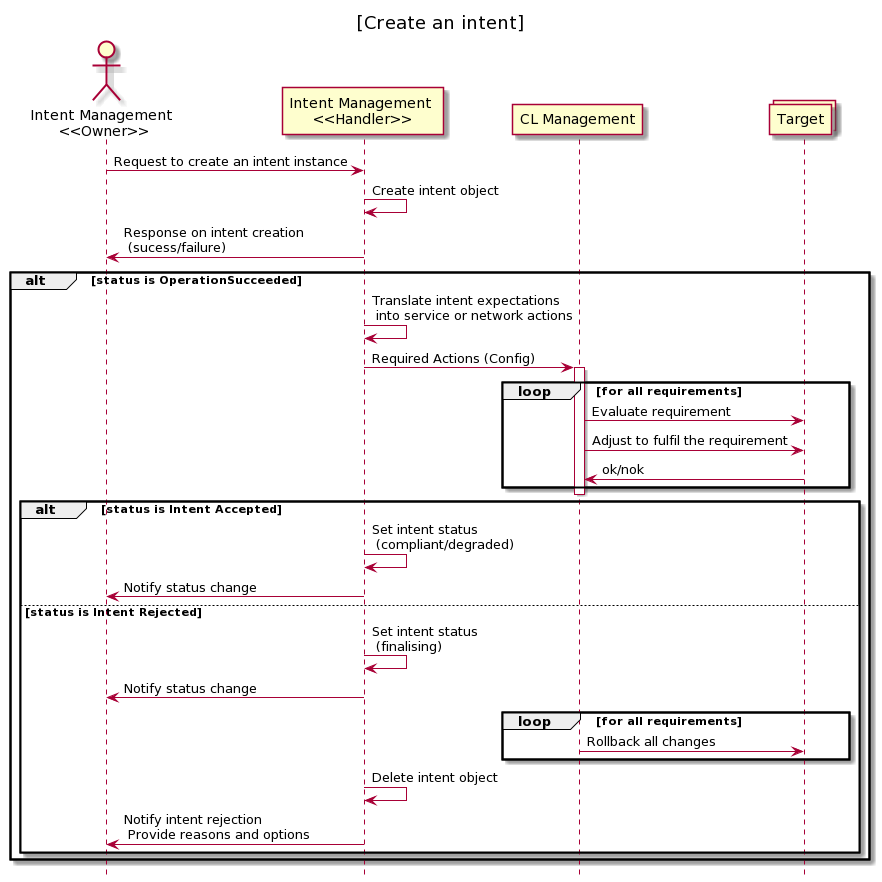 [Create an intent]
Intent Management
<<Owner>>
Intent Management
<<Handler>>
CL Management
Target
Request to create an intent instance
Create intent object
Response on intent creation
(sucess/failure)
alt [status is OperationSucceeded]
Translate intent expectations
into service or network actions
Required Actions (Config)
loop [for all requirements]
Evaluate requirement
Adjust to fulfil the requirement
ok/nok
alt [status is Intent Accepted]
Set intent status
(compliant/degraded)
Notify status change
[status is Intent Rejected]
Set intent status
(finalising)
Notify status change
loop [for all requirements]
Rollback all changes
Delete intent object
Notify intent rejection
Provide reasons and options